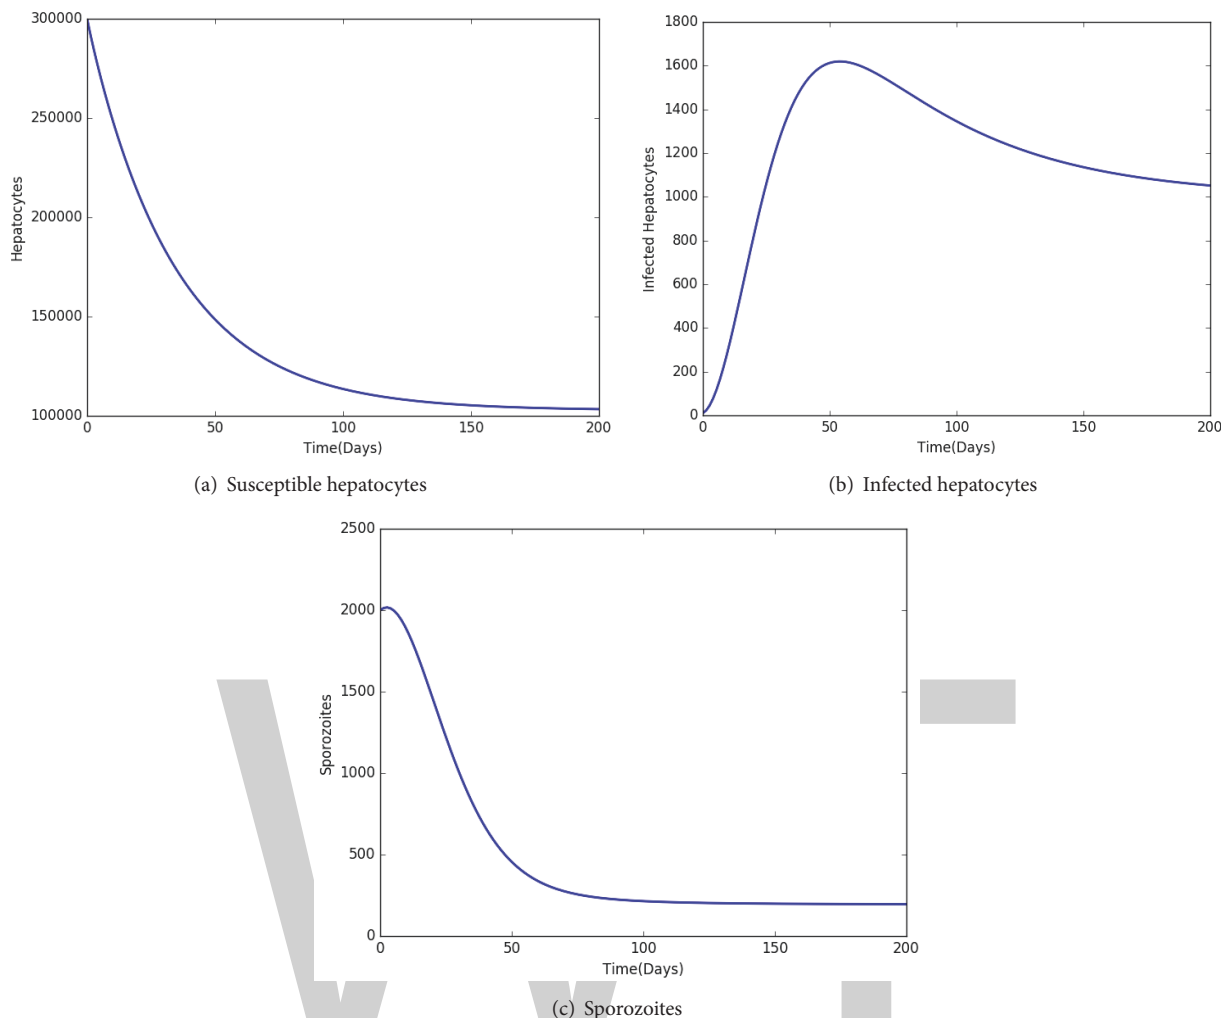 300000
250000
200000
150000
100000
Hepatocytes
0 50 100 150 200
Time(Days)
(a) Susceptible hepatocytes
1800
1600
1400
1200
1000
800
600
400
200
0
Infected Hepatocytes
0 50 100 150 200
Time(Days)
(b) Infected hepatocytes
2500
2000
1500
1000
500
0
Sporozoites
0 50 100 150 200
Time(Days)
(c) Sporozoites